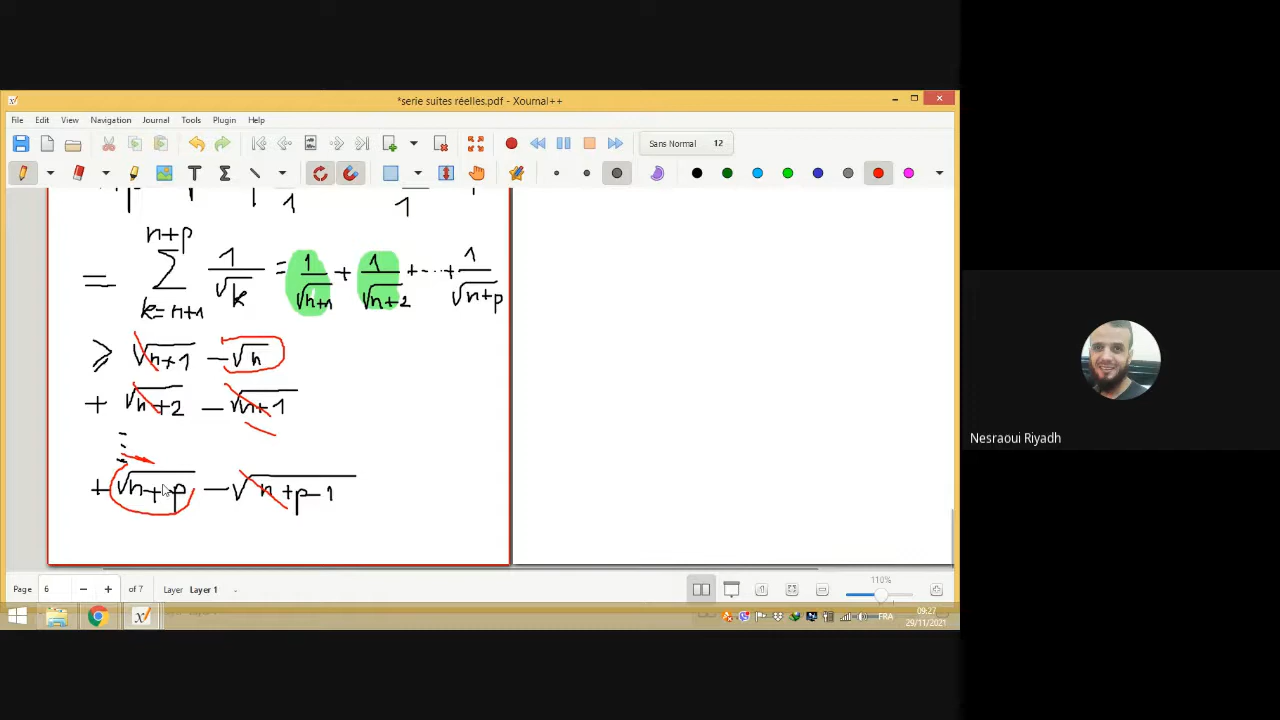 *serie suites réelles.pdf - Xournal++
File Edit View Navigation Journal Tools Plugin Help
Sans Normal 12
n+p
= Σ 1/√k = 1/√n+1 + 1/√n+2 + ... + 1/√n+p
k=n+1
⩾ √n+1 - √n
+ √n+2 - √n+1
⋮
+ √n+p - √n+p-1
Nesraoui Riyadh
Page 6 of 7 Layer Layer 1
110%
FRA
09:27
29/11/2021